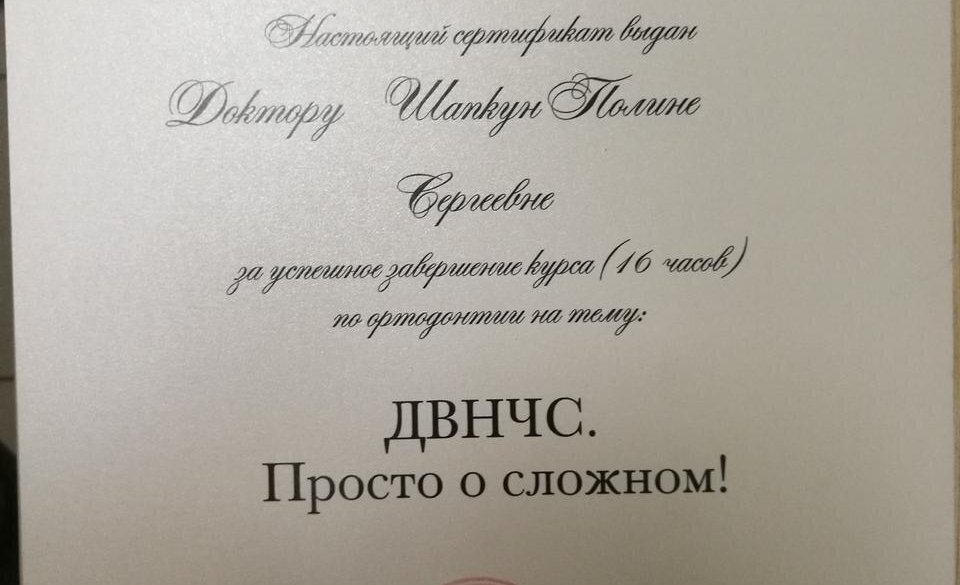 Настоящий сертификат выдан
Доктору Шапкун Полине
Сергеевне
за успешное завершение курса (16 часов)
по ортодонтии на тему:
ДВНЧС.
Просто о сложном!